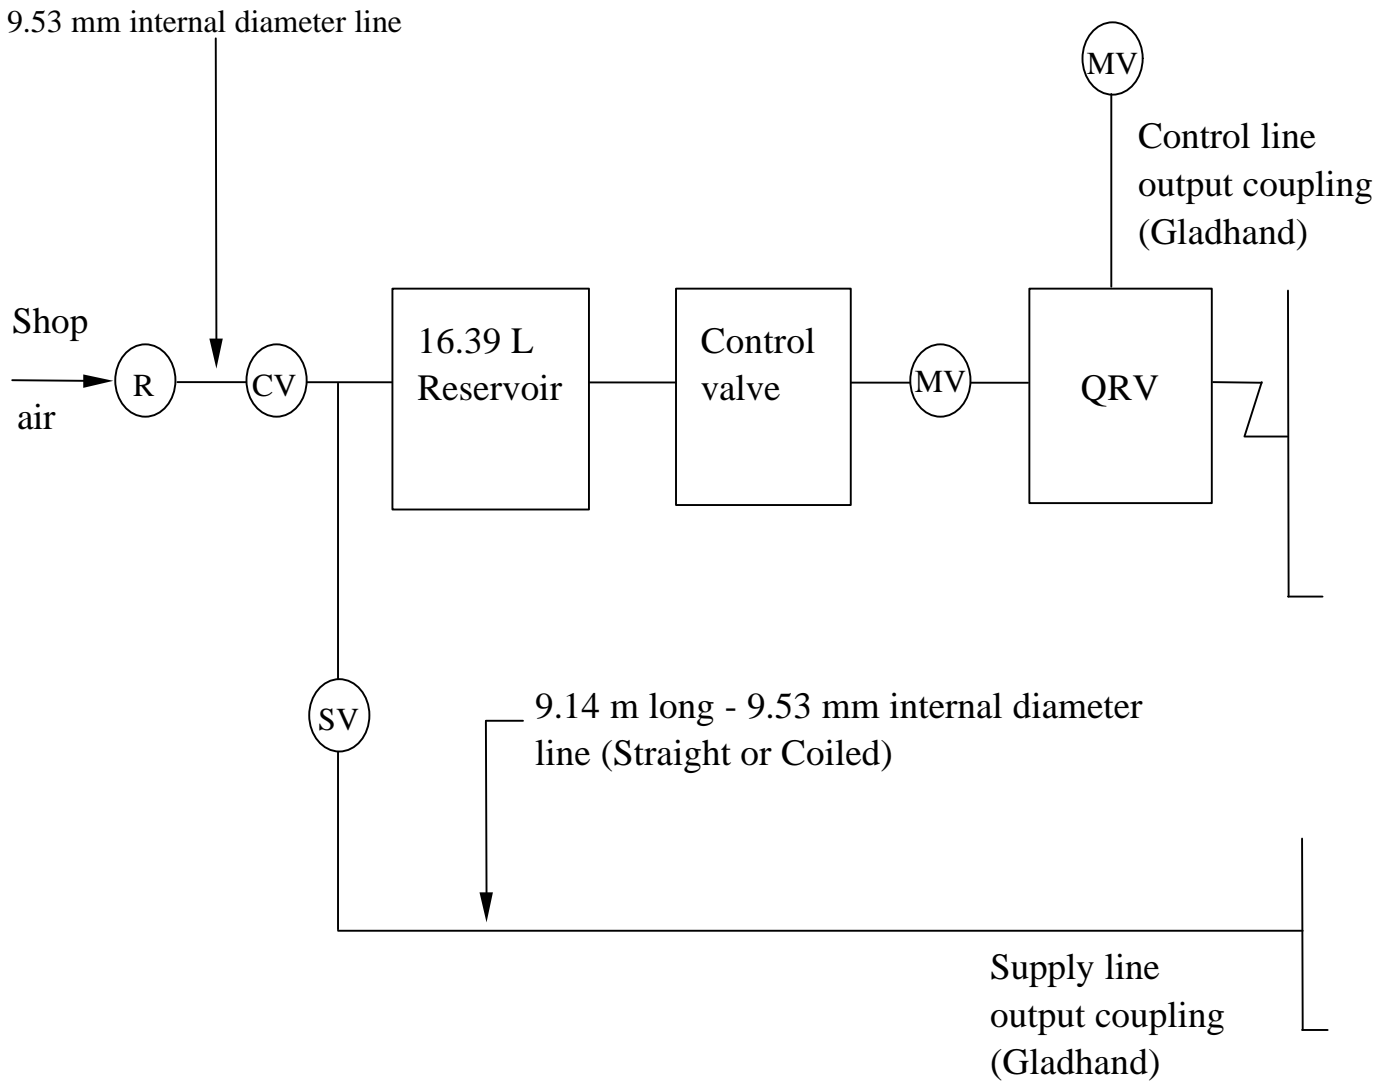 9.53 mm internal diameter line
MV
Control line
output coupling
(Gladhand)
Shop
air
R
CV
16.39 L
Reservoir
Control
valve
MV
QRV
SV
9.14 m long - 9.53 mm internal diameter
line (Straight or Coiled)
Supply line
output coupling
(Gladhand)